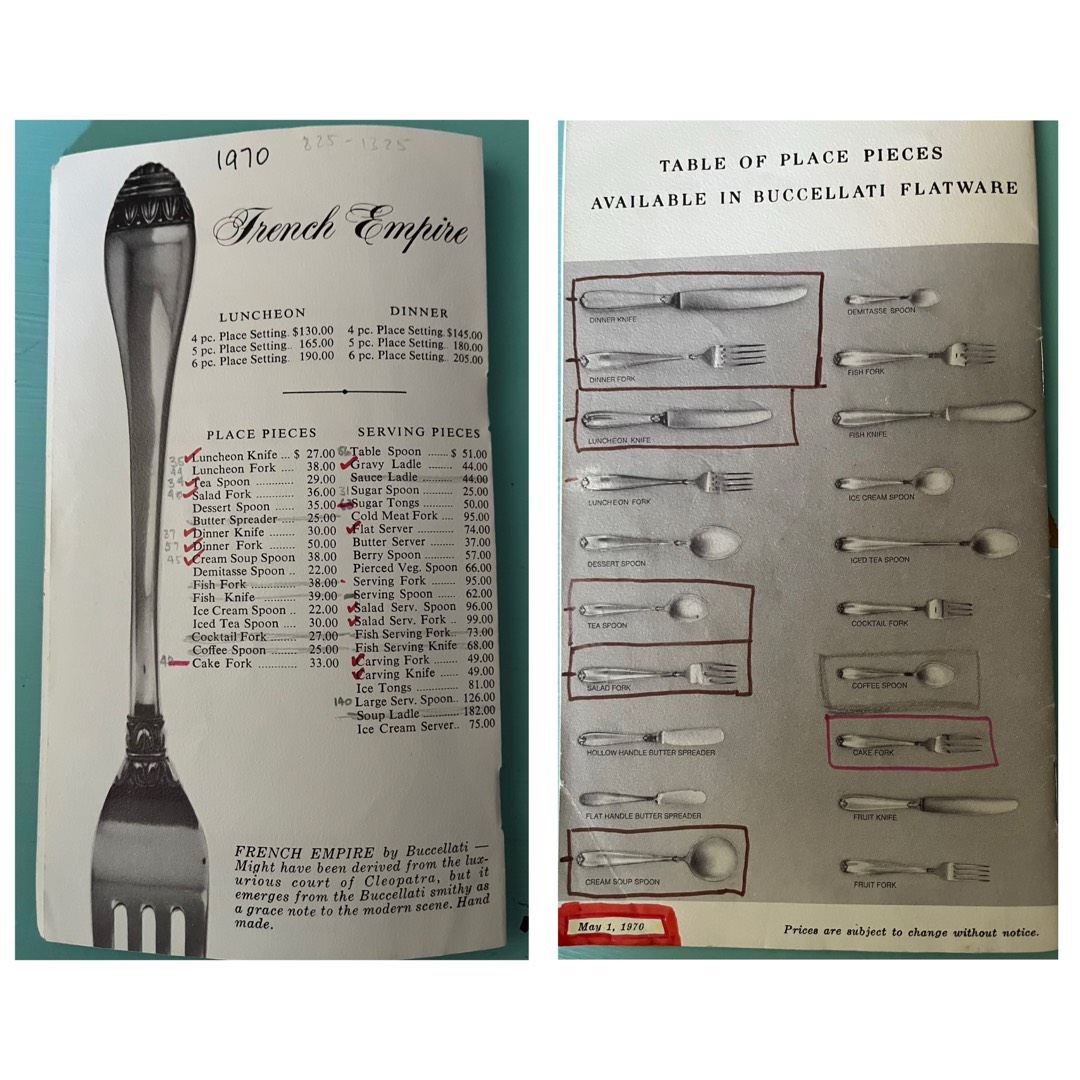 1970 825 - 1325
French Empire
LUNCHEON
4 pc. Place Setting. $130.00
5 pc. Place Setting.. 165.00
6 pc. Place Setting. 190.00
DINNER
4 pc. Place Setting. $145.00
5 pc. Place Setting.. 180.00
6 pc. Place Setting.. 205.00
PLACE PIECES
Luncheon Knife ... $ 27.00
Luncheon Fork .... 38.00
Tea Spoon ............ 29.00
Salad Fork ........... 36.00
Dessert Spoon ...... 35.00
Butter Spreader .... 25.00
37 Dinner Knife ........ 30.00
57 Dinner Fork ......... 50.00
45 Cream Soup Spoon 38.00
Demitasse Spoon .. 22.00
Fish Fork .............. 38.00
Fish Knife ............ 39.00
Ice Cream Spoon .. 22.00
Iced Tea Spoon .... 30.00
Cocktail Fork ........ 27.00
Coffee Spoon ........ 25.00
Cake Fork ............ 33.00
SERVING PIECES
Table Spoon ...... $ 51.00
Gravy Ladle ........ 44.00
Sauce Ladle ........ 44.00
31 Sugar Spoon ...... 25.00
Sugar Tongs ........ 50.00
Cold Meat Fork .... 95.00
Flat Server .......... 74.00
Butter Server ...... 37.00
Berry Spoon ........ 57.00
Pierced Veg. Spoon 66.00
Serving Fork ........ 95.00
Serving Spoon ...... 62.00
Salad Serv. Spoon 96.00
Salad Serv. Fork .. 99.00
Fish Serving Fork.. 73.00
Fish Serving Knife 68.00
Carving Fork ........ 49.00
Carving Knife ...... 49.00
Ice Tongs ............ 81.00
140 Large Serv. Spoon.. 126.00
Soup Ladle .......... 182.00
Ice Cream Server.. 75.00
FRENCH EMPIRE by Buccellati —
Might have been derived from the lux-
urious court of Cleopatra, but it
emerges from the Buccellati smithy as
a grace note to the modern scene. Hand
made.
TABLE OF PLACE PIECES
AVAILABLE IN BUCCELLATI FLATWARE
DINNER KNIFE
DINNER FORK
LUNCHEON KNIFE
LUNCHEON FORK
DESSERT SPOON
TEA SPOON
SALAD FORK
HOLLOW HANDLE BUTTER SPREADER
FLAT HANDLE BUTTER SPREADER
CREAM SOUP SPOON
DEMITASSE SPOON
FISH FORK
FISH KNIFE
ICE CREAM SPOON
ICED TEA SPOON
COCKTAIL FORK
COFFEE SPOON
CAKE FORK
FRUIT KNIFE
FRUIT FORK
May 1, 1970
Prices are subject to change without notice.